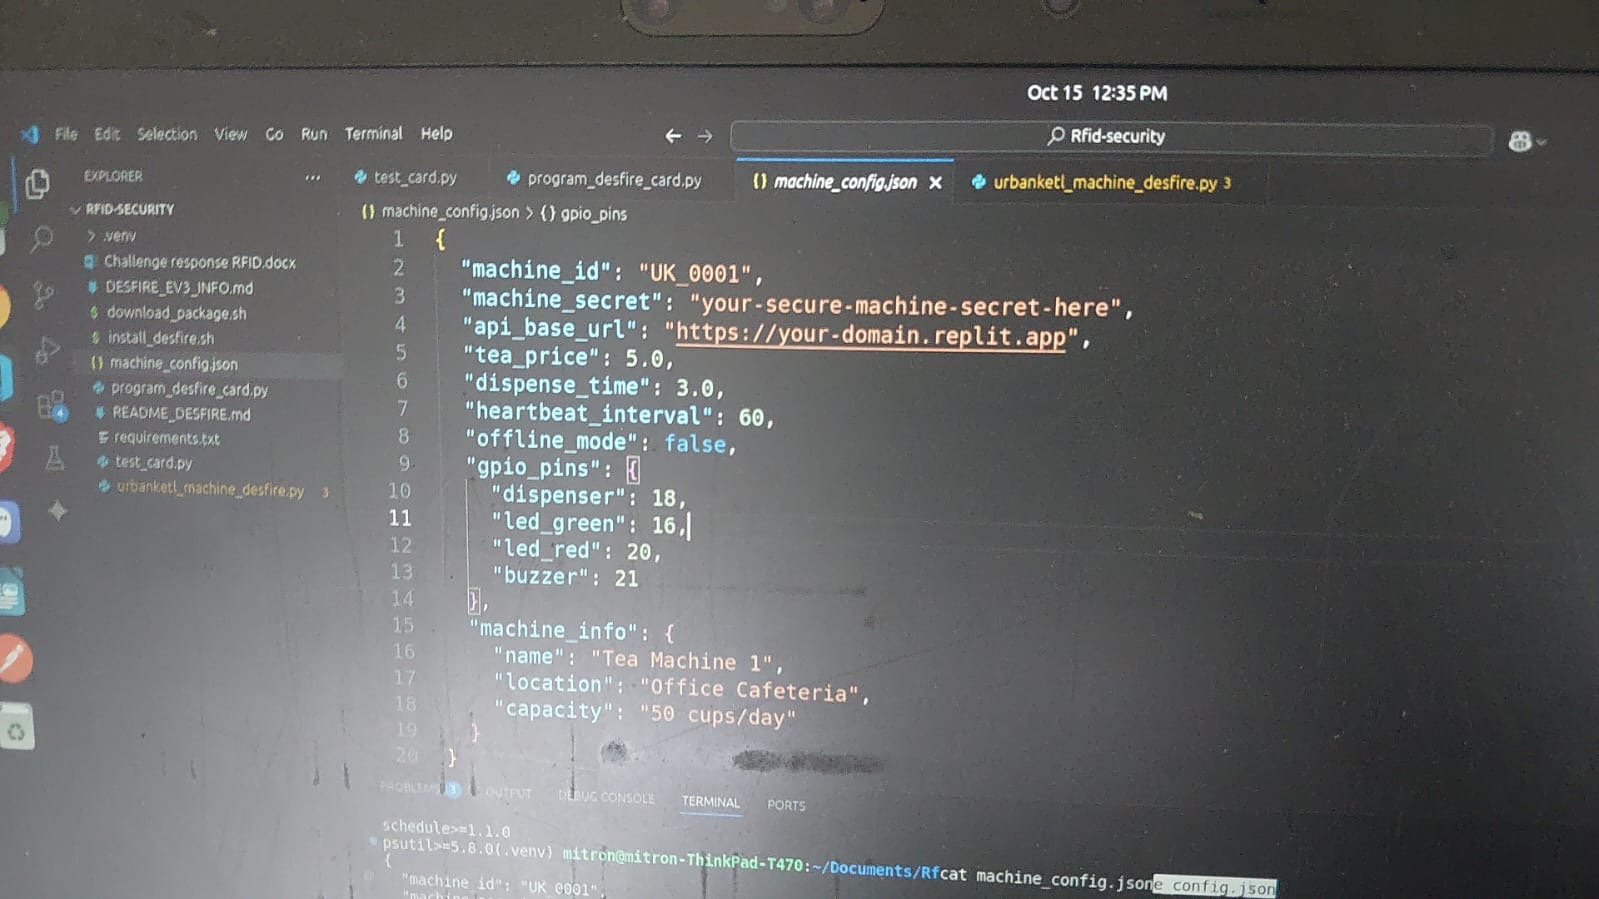 Oct 15 12:35 PM
File Edit Selection View Go Run Terminal Help
Rfid-security
EXPLORER
test_card.py
program_desfire_card.py
{} machine_config.json
urbanketl_machine_desfire.py 3
RFID-SECURITY
.venv
Challenge response RFID.docx
DESFIRE_EV3_INFO.md
$ download_package.sh
$ install_desfire.sh
{} machine_config.json
program_desfire_card.py
README_DESFIRE.md
requirements.txt
test_card.py
urbanketl_machine_desfire.py 3
4
{} machine_config.json > {} gpio_pins
1 {
2 "machine_id": "UK_0001",
3 "machine_secret": "your-secure-machine-secret-here",
4 "api_base_url": "https://your-domain.replit.app",
5 "tea_price": 5.0,
6 "dispense_time": 3.0,
7 "heartbeat_interval": 60,
8 "offline_mode": false,
9 "gpio_pins": {
10 "dispenser": 18,
11 "led_green": 16,
12 "led_red": 20,
13 "buzzer": 21
14 },
15 "machine_info": {
16 "name": "Tea Machine 1",
17 "location": "Office Cafeteria",
18 "capacity": "50 cups/day"
19 }
20 }
PROBLEMS 3 OUTPUT DEBUG CONSOLE TERMINAL PORTS
schedule>=1.1.0
psutil>=5.8.0(.venv) mitron@mitron-ThinkPad-T470:~/Documents/Rfcat machine_config.jsone_config.json
{
"machine_id": "UK_0001",